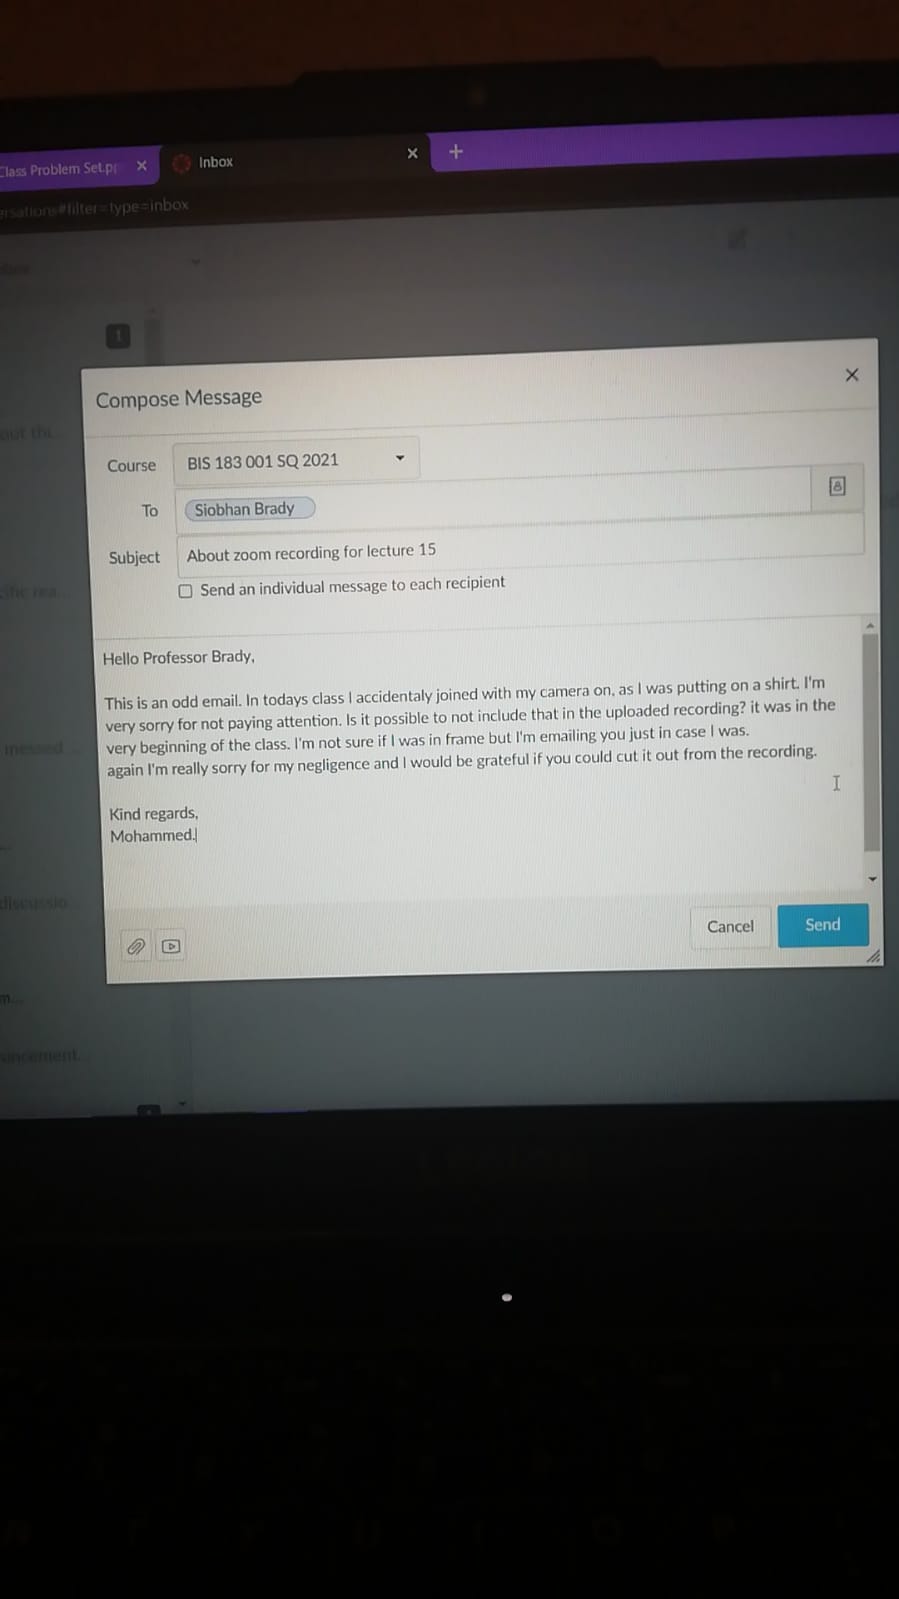 Class Problem Set.p
Inbox
ersations#filter=type=inbox
1
Compose Message
Course BIS 183 001 SQ 2021
To Siobhan Brady
Subject About zoom recording for lecture 15
Send an individual message to each recipient
Hello Professor Brady,
This is an odd email. In todays class I accidentaly joined with my camera on, as I was putting on a shirt. I'm
very sorry for not paying attention. Is it possible to not include that in the uploaded recording? it was in the
very beginning of the class. I'm not sure if I was in frame but I'm emailing you just in case I was.
again I'm really sorry for my negligence and I would be grateful if you could cut it out from the recording.
Kind regards,
Mohammed.
Cancel Send